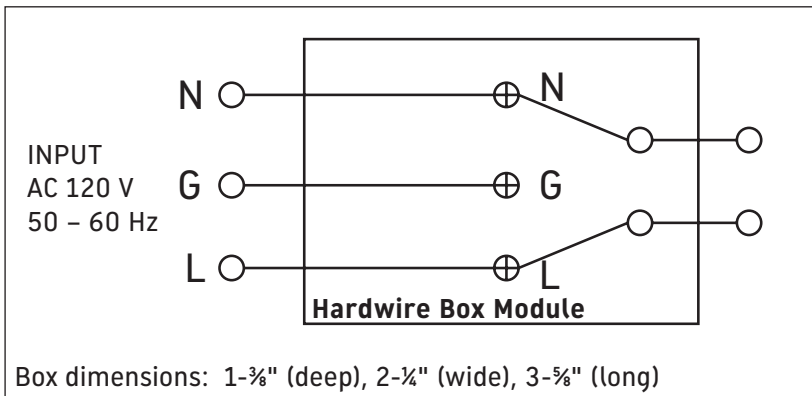 N
N
INPUT
AC 120 V
50 – 60 Hz
G
G
L
L
Hardwire Box Module
Box dimensions: 1-⅜" (deep), 2-¼" (wide), 3-⅝" (long)